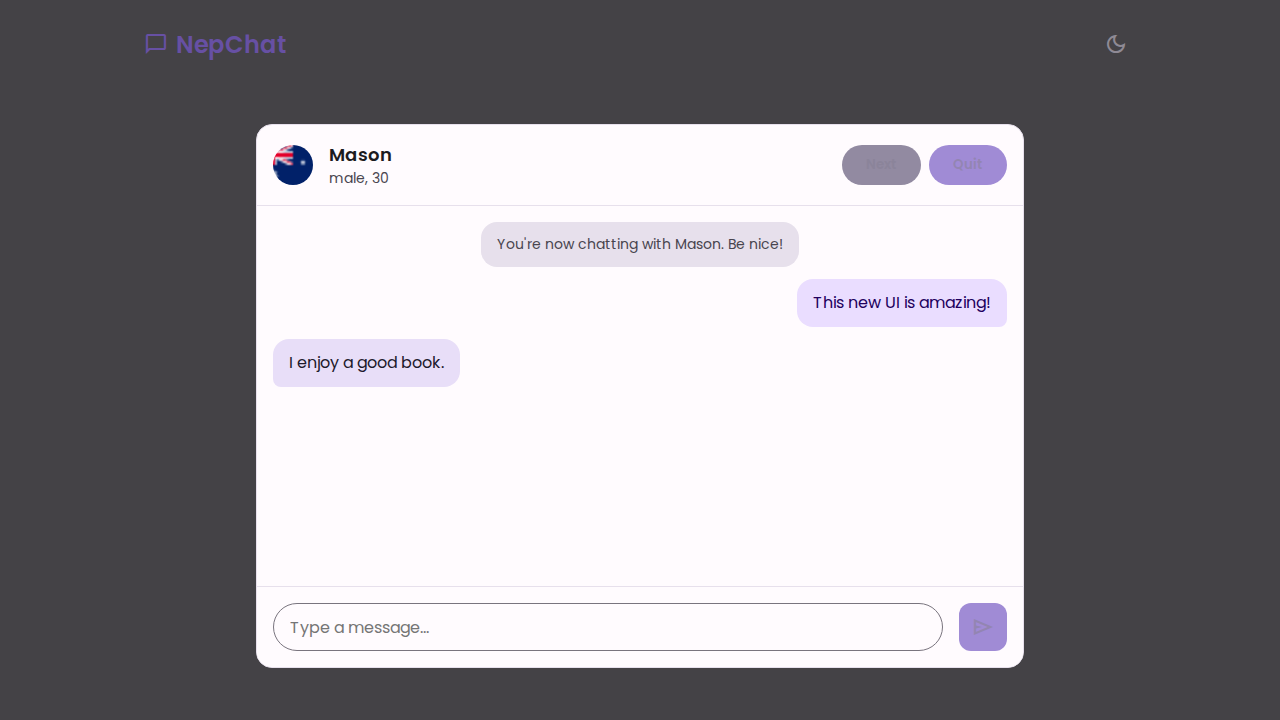 NepChat
Mason
male, 30
Next
Quit
You're now chatting with Mason. Be nice!
This new UI is amazing!
I enjoy a good book.
Type a message...